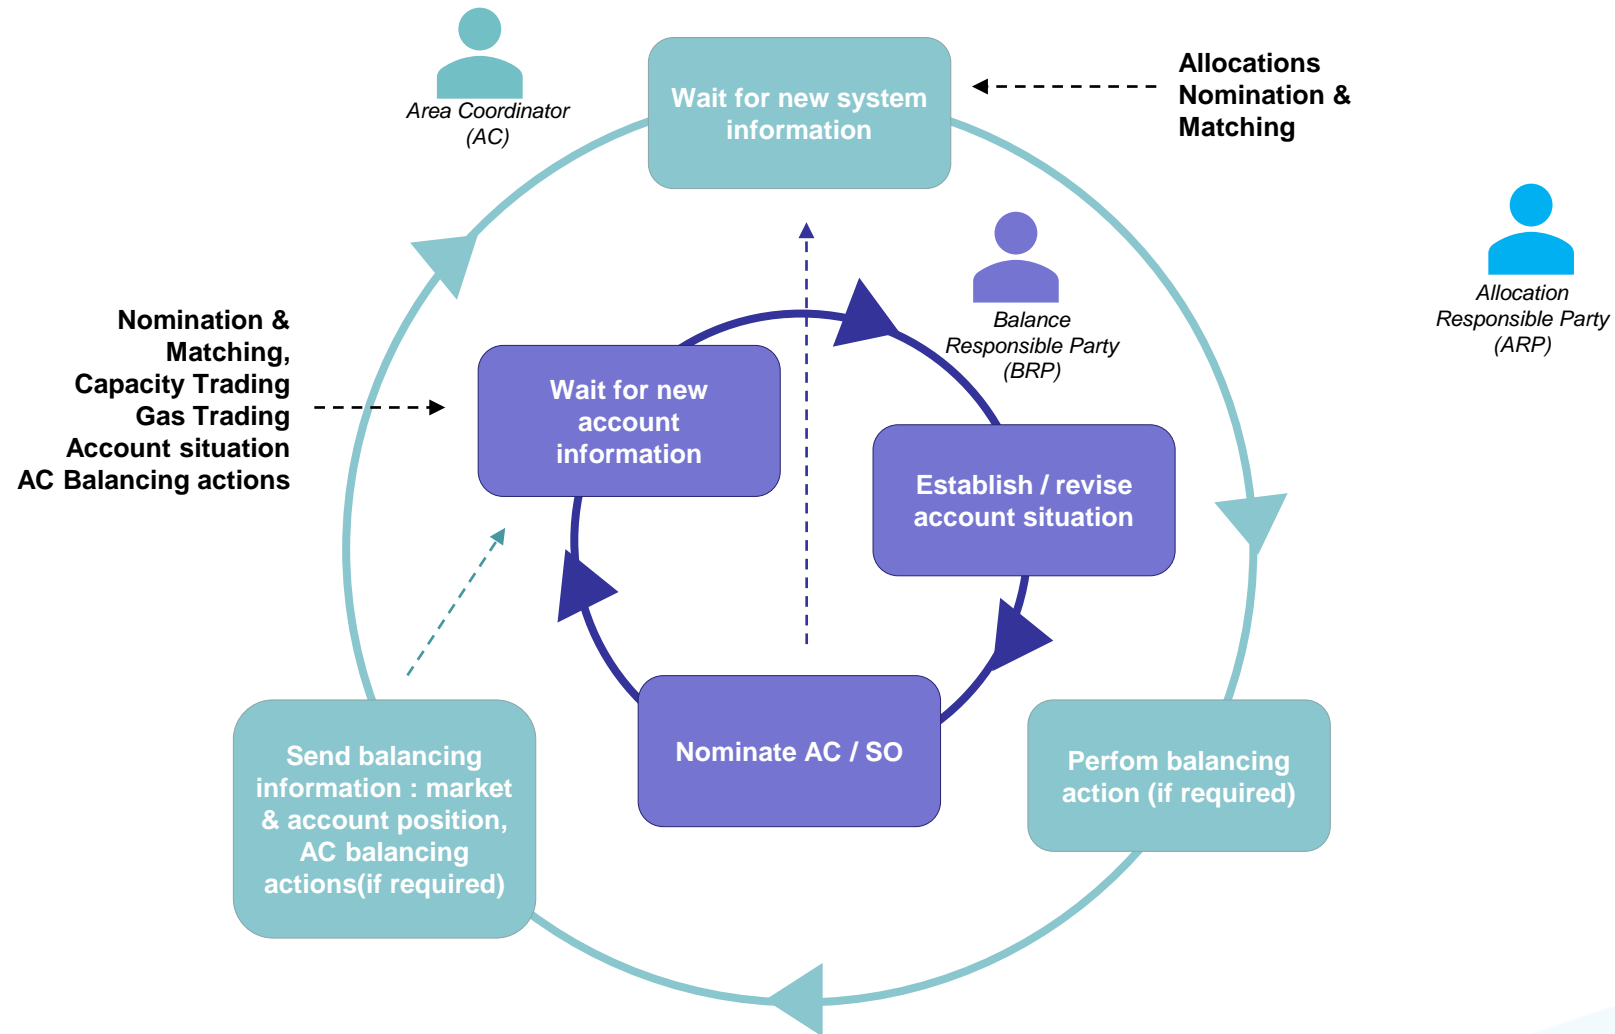 Area Coordinator
(AC)
Wait for new system
information
Allocations
Nomination &
Matching
Allocation
Responsible Party
(ARP)
Balance
Responsible Party
(BRP)
Nomination &
Matching,
Capacity Trading
Gas Trading
Account situation
AC Balancing actions
Wait for new
account
information
Establish / revise
account situation
Nominate AC / SO
Send balancing
information : market
& account position,
AC balancing
actions(if required)
Perfom balancing
action (if required)